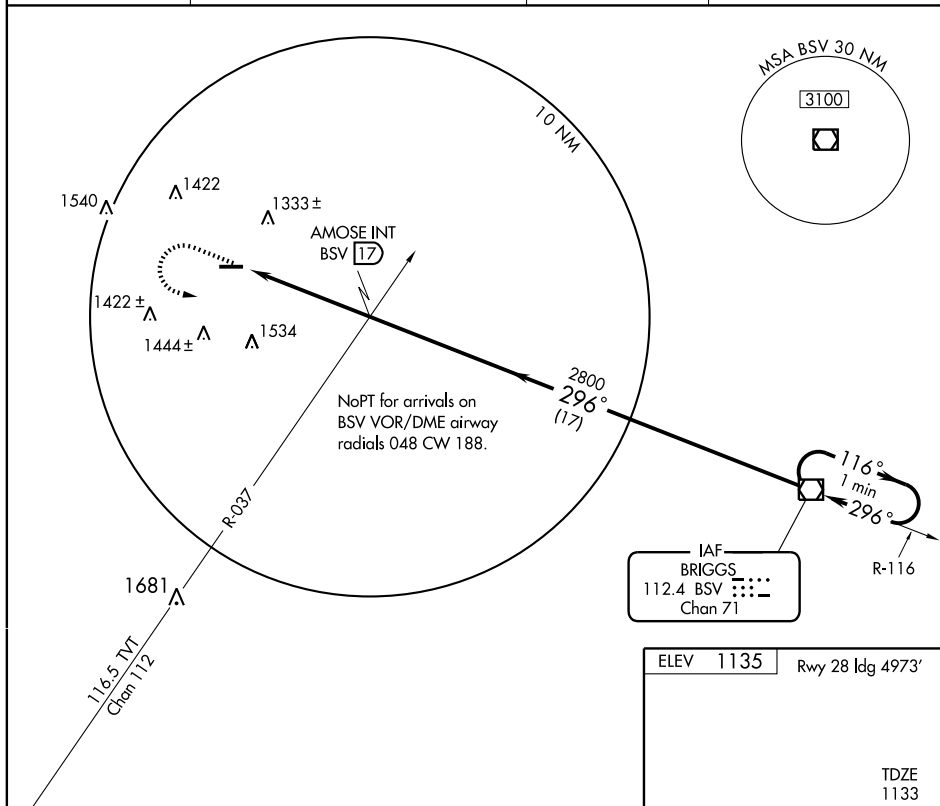 MSA BSV 30 NM
3100
10 NM
1540
1422
1333 ±
AMOSE INT
BSV 17
1422 ±
1444 ±
1534
2800
296°
(17)
NoPT for arrivals on
BSV VOR/DME airway
radials 048 CW 188.
116°
1 min
296°
R-116
R-037
IAF
BRIGGS
112.4 BSV
Chan 71
1681
116.5 TVT
Chan 112
ELEV 1135
Rwy 28 ldg 4973'
TDZE
1133